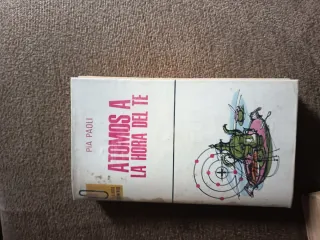 PIA PAOLI
ATOMOS A
LA HORA DEL TE